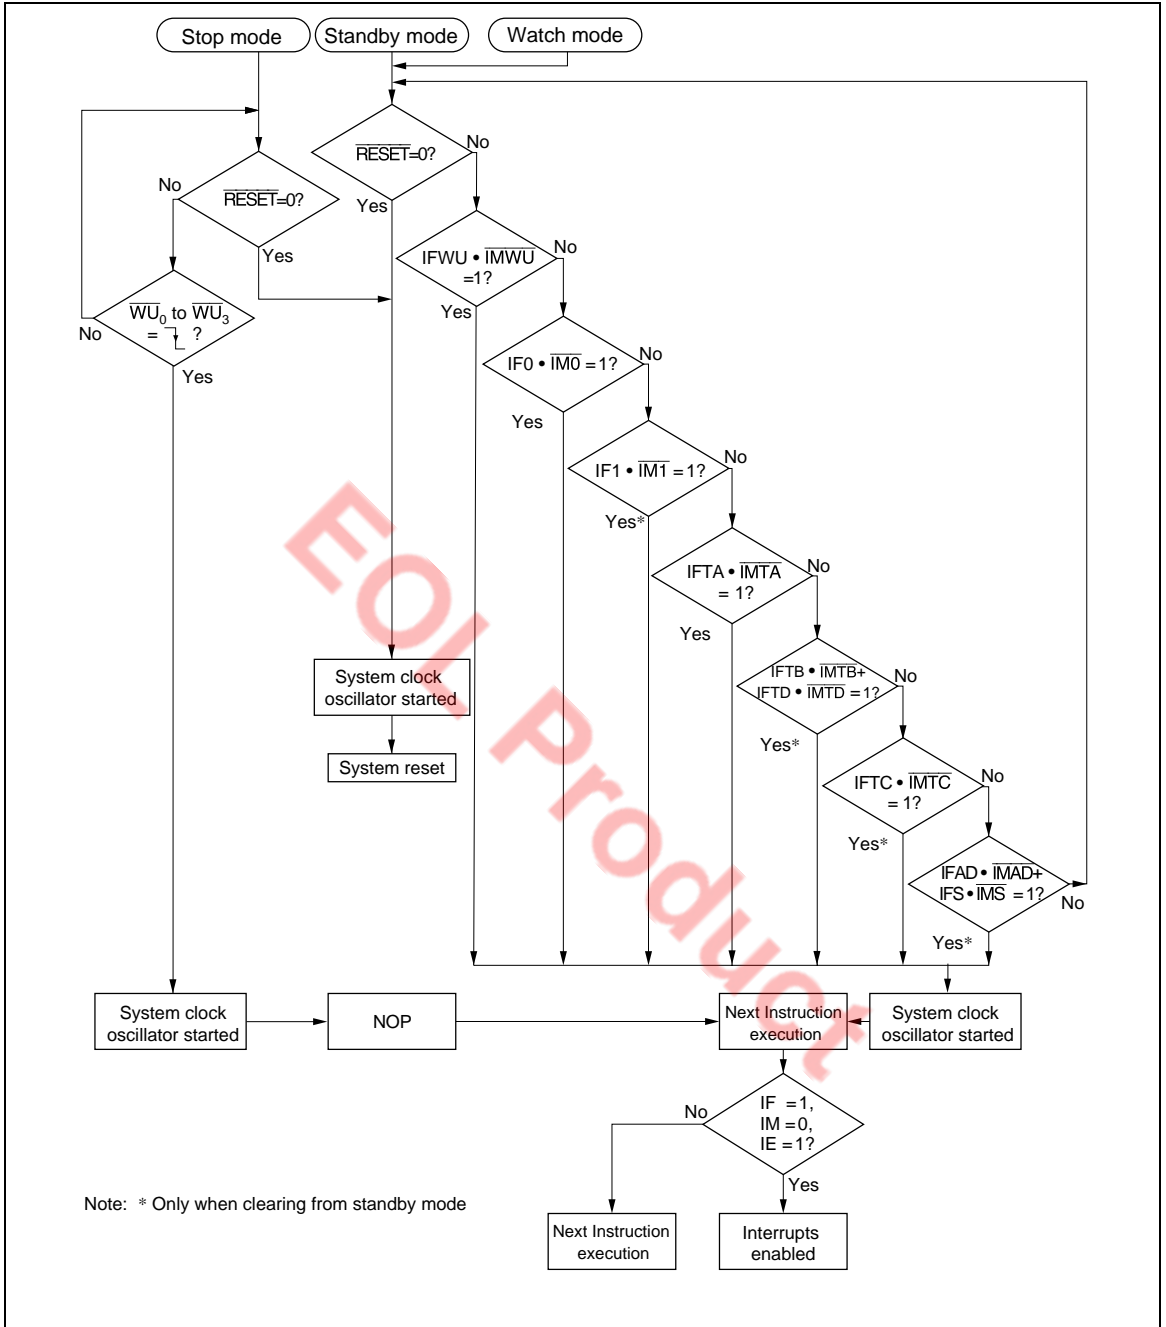 Stop mode
Standby mode
Watch mode
No
RESET=0?
Yes
No
RESET=0?
Yes
No
IFWU • IMWU
=1?
Yes
WU0 to WU3
= ?
No
Yes
No
IF0 • IM0 = 1?
Yes
No
IF1 • IM1 = 1?
Yes*
No
IFTA • IMTA
= 1?
Yes
No
IFTB • IMTB+
IFTD • IMTD = 1?
Yes*
System clock
oscillator started
System reset
No
IFTC • IMTC
= 1?
Yes*
IFAD • IMAD+
IFS • IMS = 1?
No
Yes*
System clock
oscillator started
NOP
Next Instruction
execution
System clock
oscillator started
No
IF = 1,
IM = 0,
IE = 1?
Yes
Note: * Only when clearing from standby mode
Next Instruction
execution
Interrupts
enabled
EOL Product